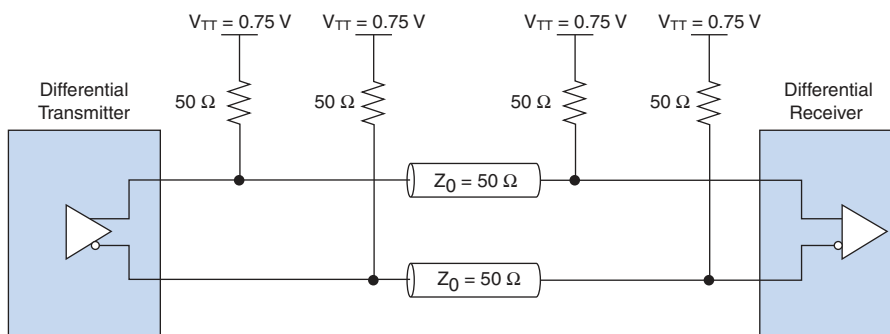 V_TT = 0.75 V V_TT = 0.75 V V_TT = 0.75 V V_TT = 0.75 V
Differential
Transmitter
50 Ω 50 Ω 50 Ω 50 Ω
Differential
Receiver
Z_0 = 50 Ω
Z_0 = 50 Ω